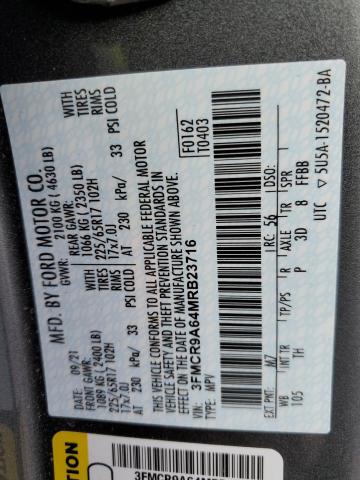 MFD. BY FORD MOTOR CO.
DATE: 09/21 GVWR: 2100 KG ( 4630 LB)
FRONT GAWR: REAR GAWR:
1089 KG ( 2400 LB) 1066 KG ( 2350 LB)
WITH TIRES RIMS
225/65R17 102H 225/65R17 102H
17x7.0J 17x7.0J
AT 230 kPa/ 33 PSI COLD AT 230 kPa/ 33 PSI COLD
THIS VEHICLE CONFORMS TO ALL APPLICABLE FEDERAL MOTOR
VEHICLE SAFETY AND THEFT PREVENTION STANDARDS IN
EFFECT ON THE DATE OF MANUFACTURE SHOWN ABOVE.
VIN: 3FMCR9A64MRB23716
TYPE: MPV
F0162
T0403
EXT PNT: M7 RC: 56 DSO:
WB INT TR TP/PS R AXLE TR SPR
105 TH P 3D 8 FFBB
UTC ▽ 5U5A-1520472-BA
TION